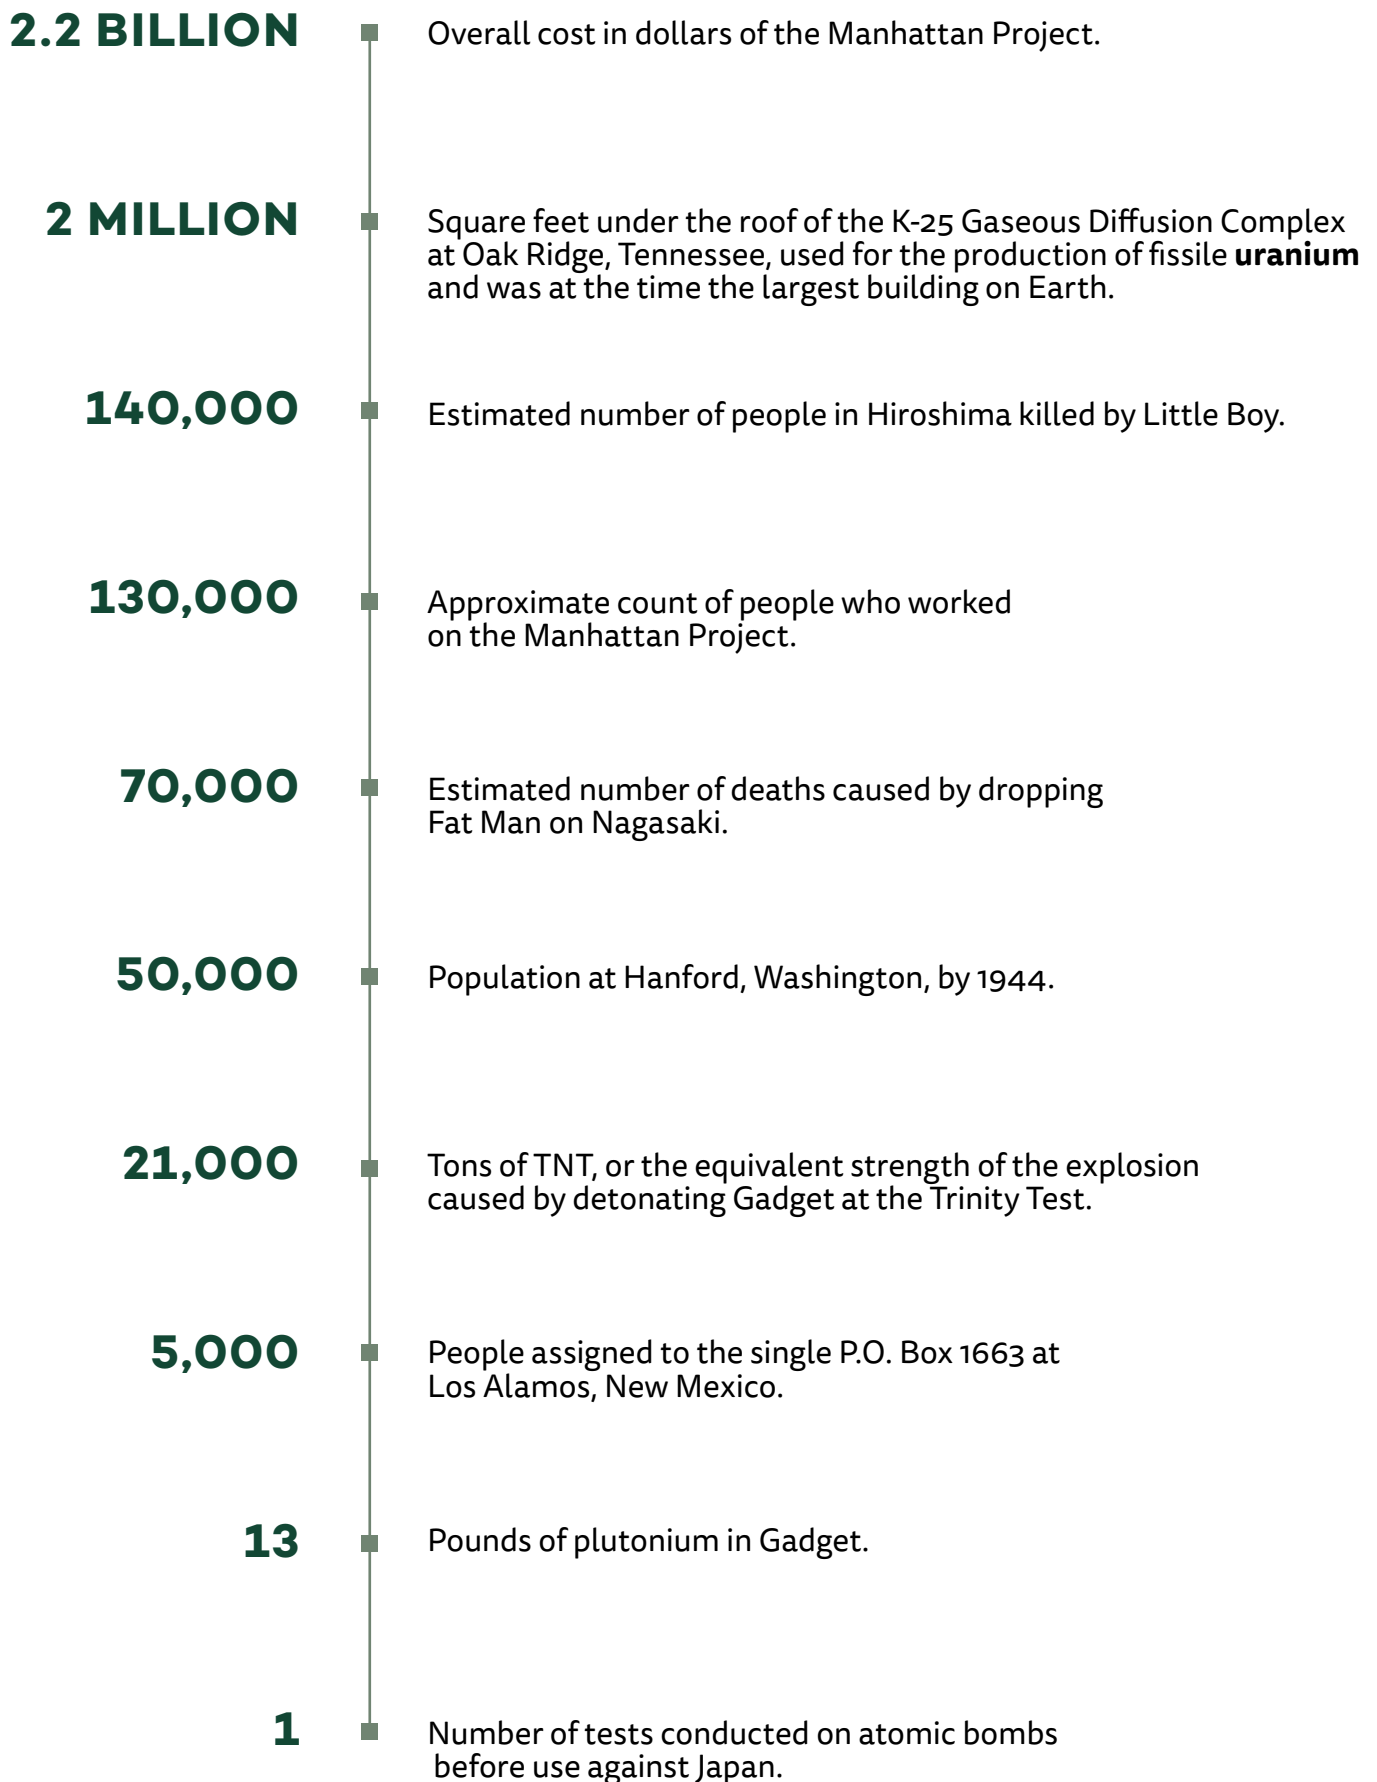 2.2 BILLION
Overall cost in dollars of the Manhattan Project.
2 MILLION
Square feet under the roof of the K-25 Gaseous Diffusion Complex
at Oak Ridge, Tennessee, used for the production of fissile uranium
and was at the time the largest building on Earth.
140,000
Estimated number of people in Hiroshima killed by Little Boy.
130,000
Approximate count of people who worked
on the Manhattan Project.
70,000
Estimated number of deaths caused by dropping
Fat Man on Nagasaki.
50,000
Population at Hanford, Washington, by 1944.
21,000
Tons of TNT, or the equivalent strength of the explosion
caused by detonating Gadget at the Trinity Test.
5,000
People assigned to the single P.O. Box 1663 at
Los Alamos, New Mexico.
13
Pounds of plutonium in Gadget.
1
Number of tests conducted on atomic bombs
before use against Japan.